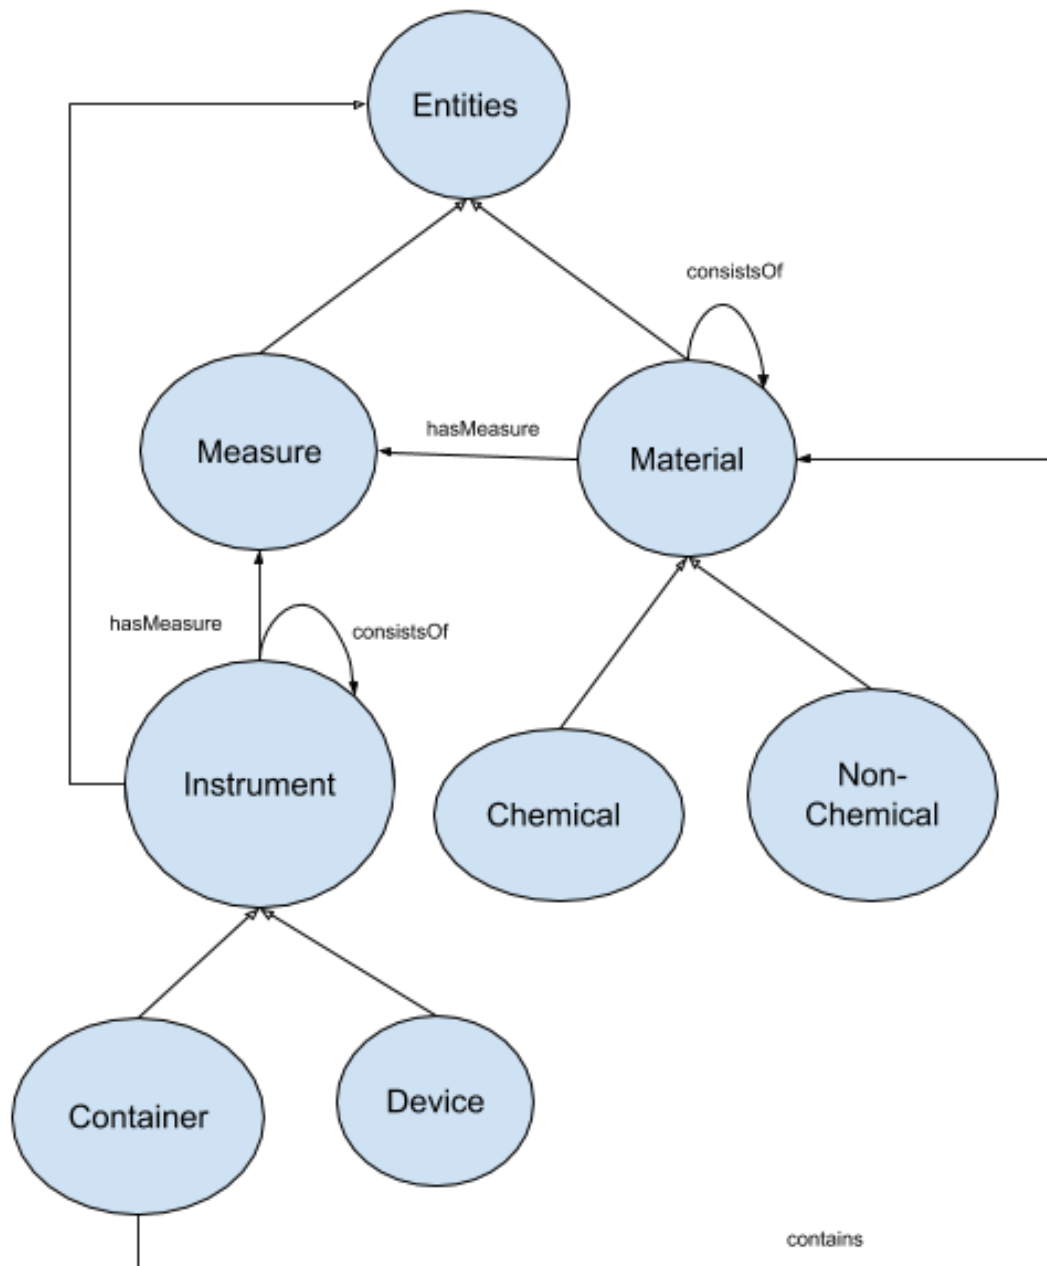 Entities
consistsOf
hasMeasure
Measure
Material
hasMeasure
consistsOf
Instrument
Chemical
Non-
Chemical
Container
Device
contains